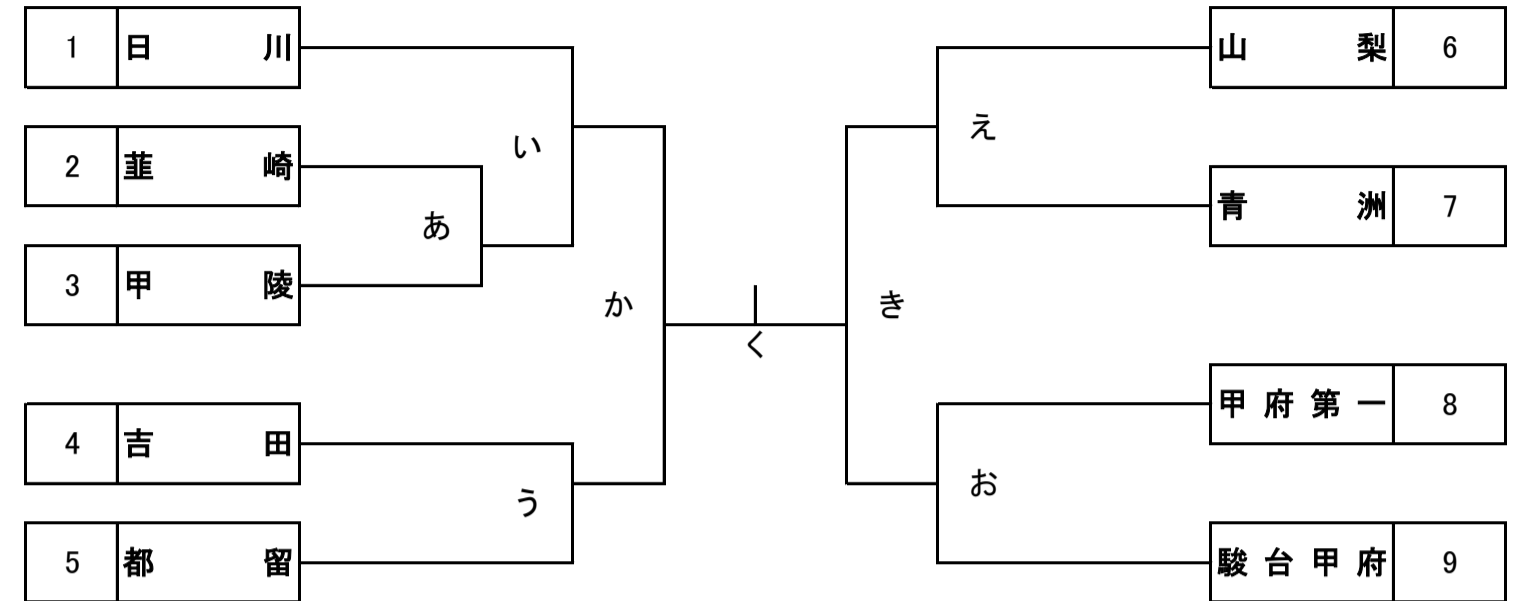 1 日川
山梨 6
え
い
2 韮崎
青洲 7
あ
3 甲陵
か
き
く
甲府第一 8
4 吉田
お
う
5 都留
駿台甲府 9